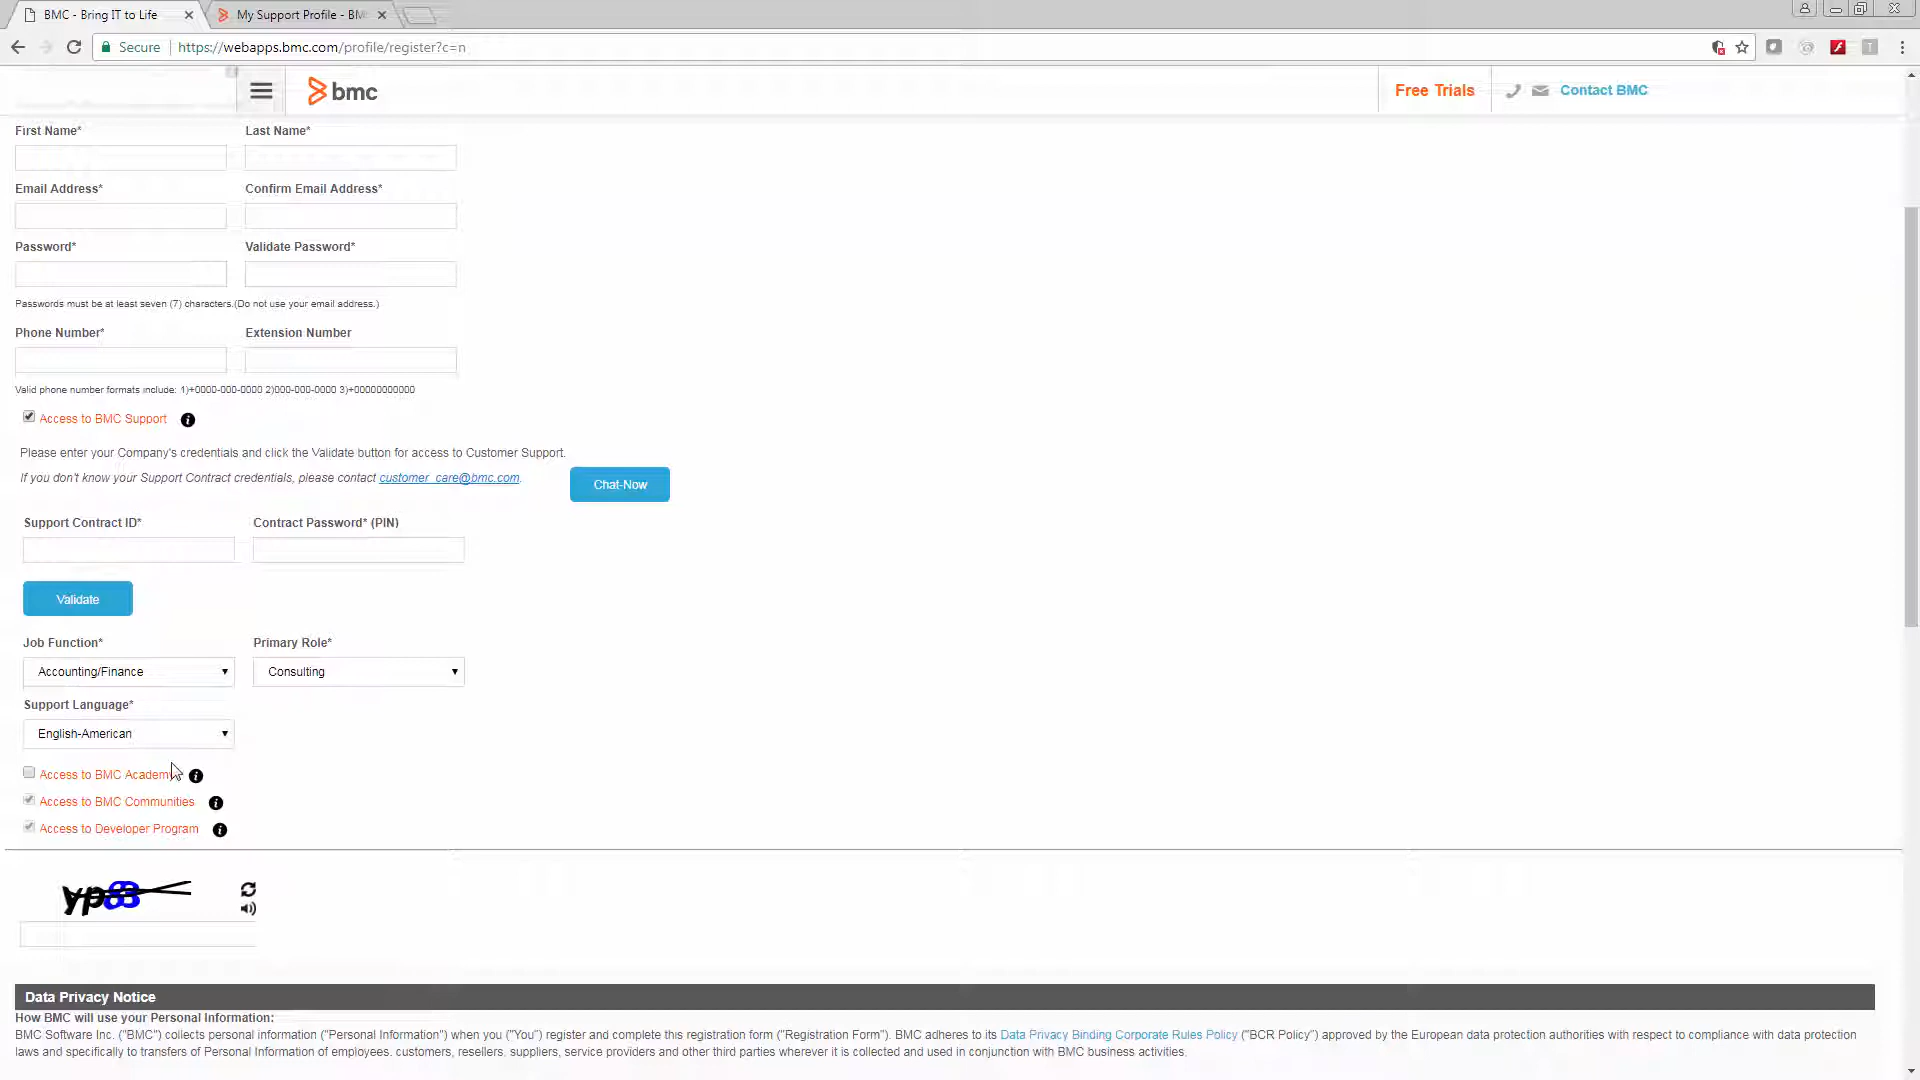 BMC - Bring IT to Life
My Support Profile - BM
Secure
https://webapps.bmc.com/profile/register?c=n
bmc
Free Trials
Contact BMC
First Name*
Last Name*
Email Address*
Confirm Email Address*
Password*
Validate Password*
Passwords must be at least seven (7) characters.(Do not use your email address.)
Phone Number*
Extension Number
Valid phone number formats include: 1)+0000-000-0000 2)000-000-0000 3)+00000000000
Access to BMC Support
Please enter your Company's credentials and click the Validate button for access to Customer Support.
If you don't know your Support Contract credentials, please contact customer_care@bmc.com.
Chat-Now
Support Contract ID*
Contract Password* (PIN)
Validate
Job Function*
Primary Role*
Accounting/Finance
Consulting
Support Language*
English-American
Access to BMC Academ
Access to BMC Communities
Access to Developer Program
yp83
Data Privacy Notice
How BMC will use your Personal Information:
BMC Software Inc. ("BMC") collects personal information ("Personal Information") when you ("You") register and complete this registration form ("Registration Form"). BMC adheres to its Data Privacy Binding Corporate Rules Policy ("BCR Policy") approved by the European data protection authorities with respect to compliance with data protection
laws and specifically to transfers of Personal Information of employees. customers, resellers. suppliers, service providers and other third parties wherever it is collected and used in conjunction with BMC business activities.